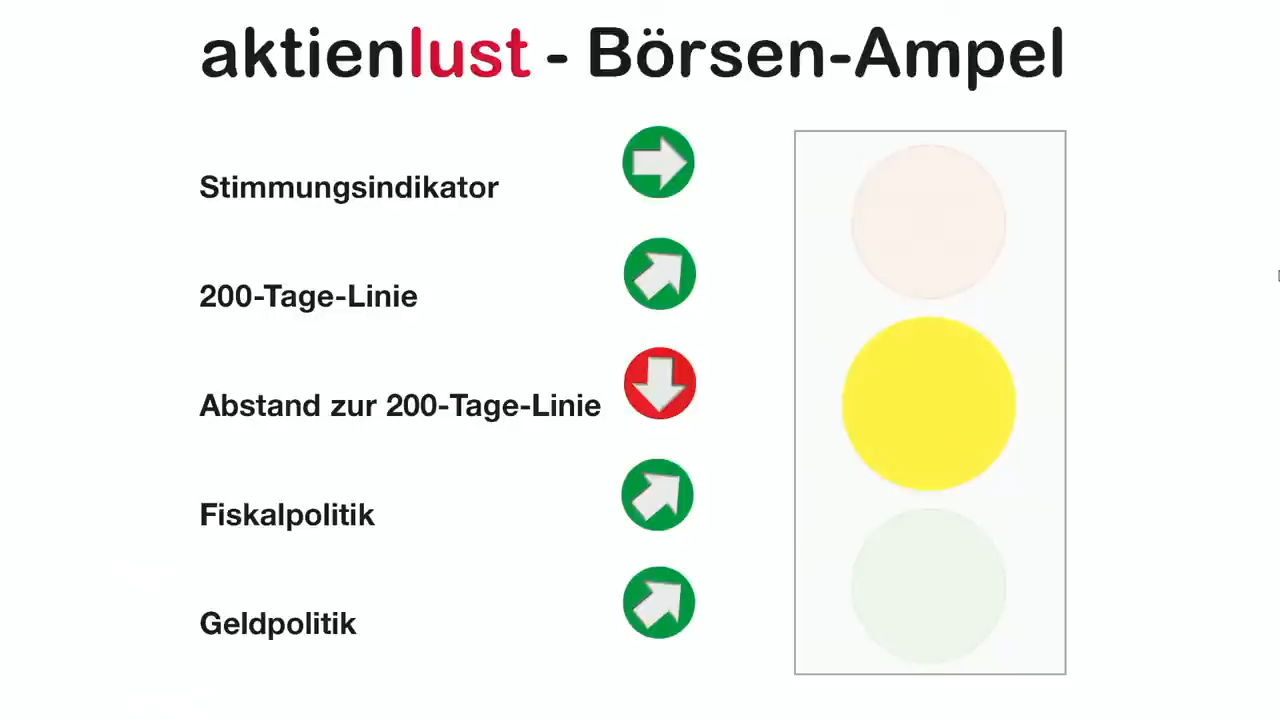 aktienlust - Börsen-Ampel
Stimmungsindikator
200-Tage-Linie
Abstand zur 200-Tage-Linie
Fiskalpolitik
Geldpolitik